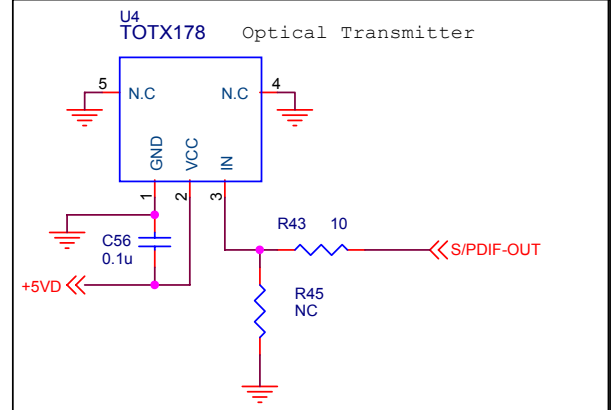 U4
TOTX178 Optical Transmitter
5 N.C N.C 4
GND VCC IN
1 2 3
R43 10
C56
0.1u
S/PDIF-OUT
+5VD
R45
NC